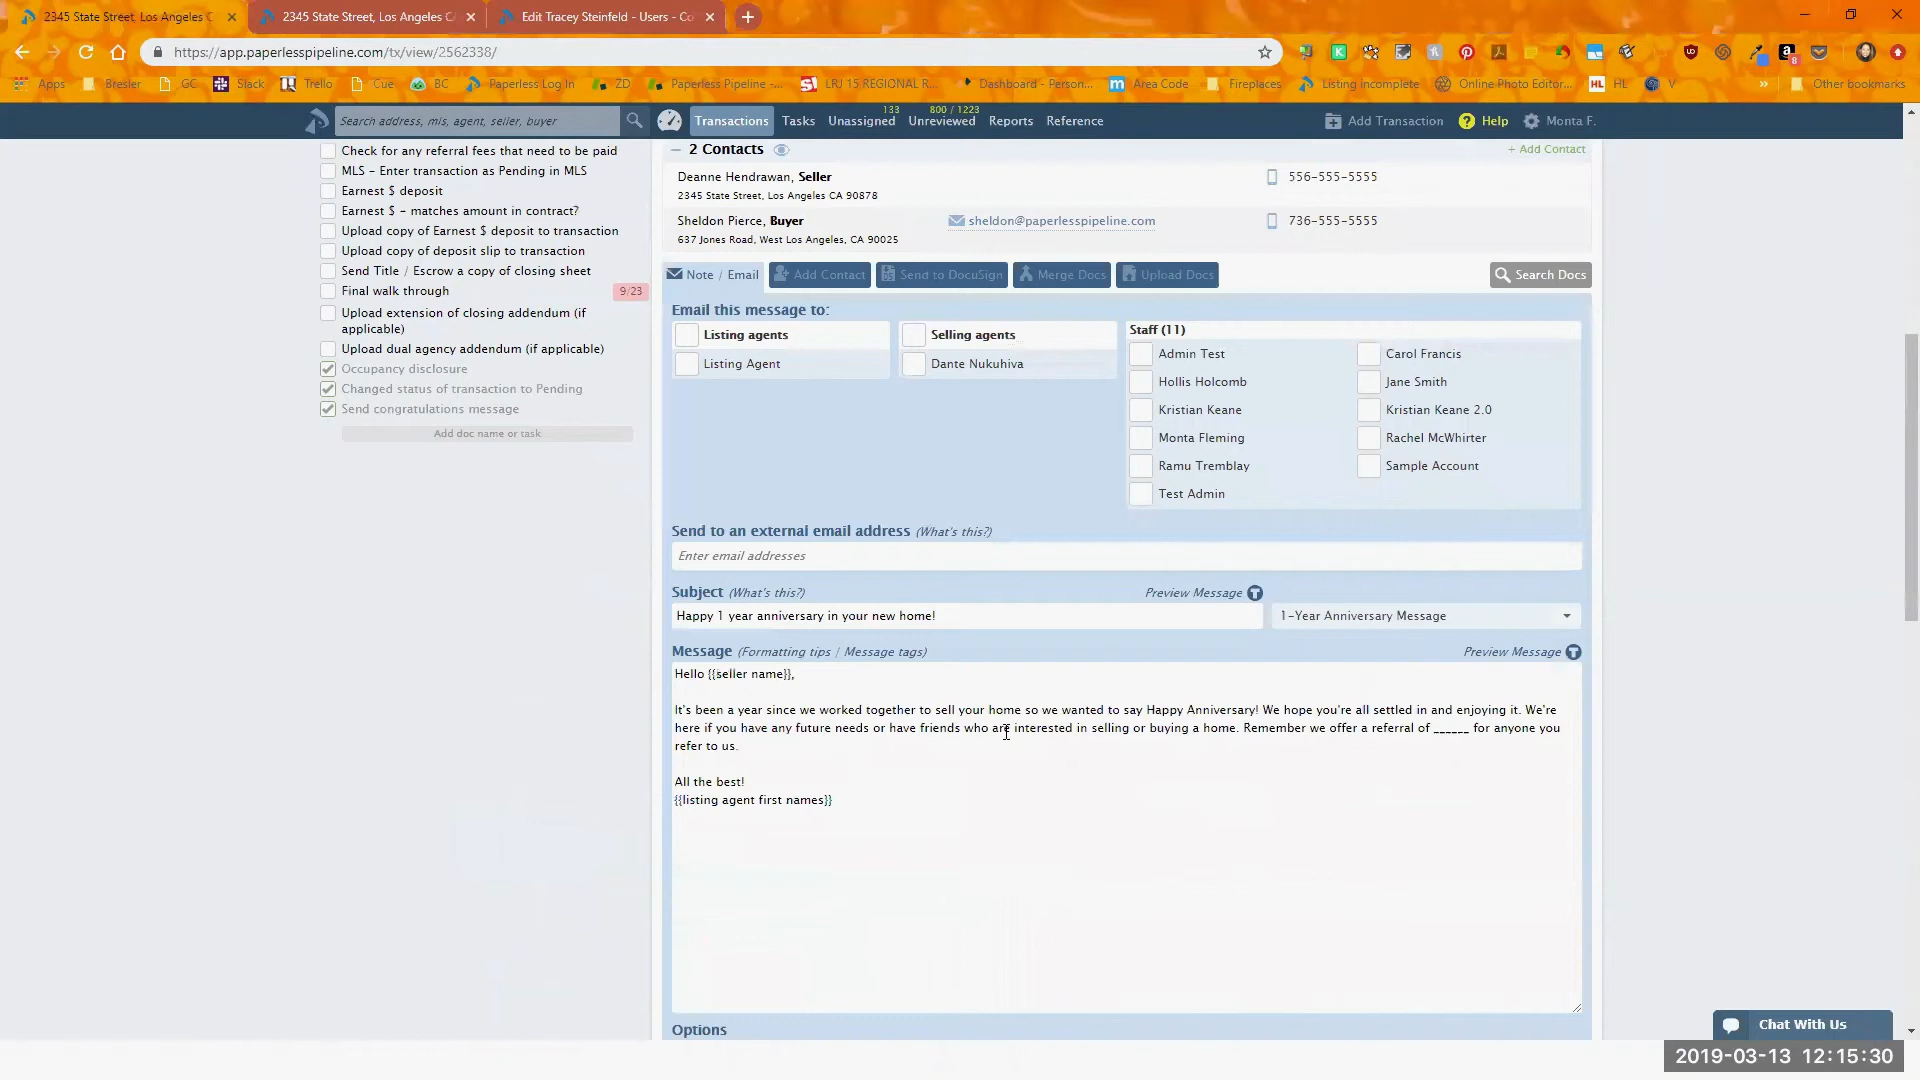 2345 State Street, Los Angeles C
2345 State Street, Los Angeles C
Edit Tracey Steinfeld - Users - Co
https://app.paperlesspipeline.com/tx/view/2562338/
Apps
Bresler
GC
Slack
Trello
Cue
BC
Paperless Log In
ZD
Paperless Pipeline -...
LRJ 15 REGIONAL R...
Dashboard - Person...
Area Code
Fireplaces
Listing incomplete
Online Photo Editor...
HL
V
Other bookmarks
Search address, mls, agent, seller, buyer
Transactions
Tasks
133
Unassigned
800 / 1223
Unreviewed
Reports
Reference
Add Transaction
Help
Monta F.
Check for any referral fees that need to be paid
MLS - Enter transaction as Pending in MLS
Earnest $ deposit
Earnest $ - matches amount in contract?
Upload copy of Earnest $ deposit to transaction
Upload copy of deposit slip to transaction
Send Title / Escrow a copy of closing sheet
Final walk through
9/23
Upload extension of closing addendum (if
applicable)
Upload dual agency addendum (if applicable)
Occupancy disclosure
Changed status of transaction to Pending
Send congratulations message
Add doc name or task
2 Contacts
+ Add Contact
Deanne Hendrawan, Seller
556-555-5555
2345 State Street, Los Angeles CA 90878
Sheldon Pierce, Buyer
sheldon@paperlesspipeline.com
736-555-5555
637 Jones Road, West Los Angeles, CA 90025
Note / Email
Add Contact
Send to DocuSign
Merge Docs
Upload Docs
Search Docs
Email this message to:
Listing agents
Listing Agent
Selling agents
Dante Nukuhiva
Staff (11)
Admin Test
Carol Francis
Hollis Holcomb
Jane Smith
Kristian Keane
Kristian Keane 2.0
Monta Fleming
Rachel McWhirter
Ramu Tremblay
Sample Account
Test Admin
Send to an external email address (What's this?)
Enter email addresses
Subject (What's this?)
Preview Message
Happy 1 year anniversary in your new home!
1-Year Anniversary Message
Message (Formatting tips / Message tags)
Preview Message
Hello {{seller name}},
It's been a year since we worked together to sell your home so we wanted to say Happy Anniversary! We hope you're all settled in and enjoying it. We're
here if you have any future needs or have friends who are interested in selling or buying a home. Remember we offer a referral of ______ for anyone you
refer to us.
All the best!
{{listing agent first names}}
Options
Chat With Us
2019-03-13 12:15:30